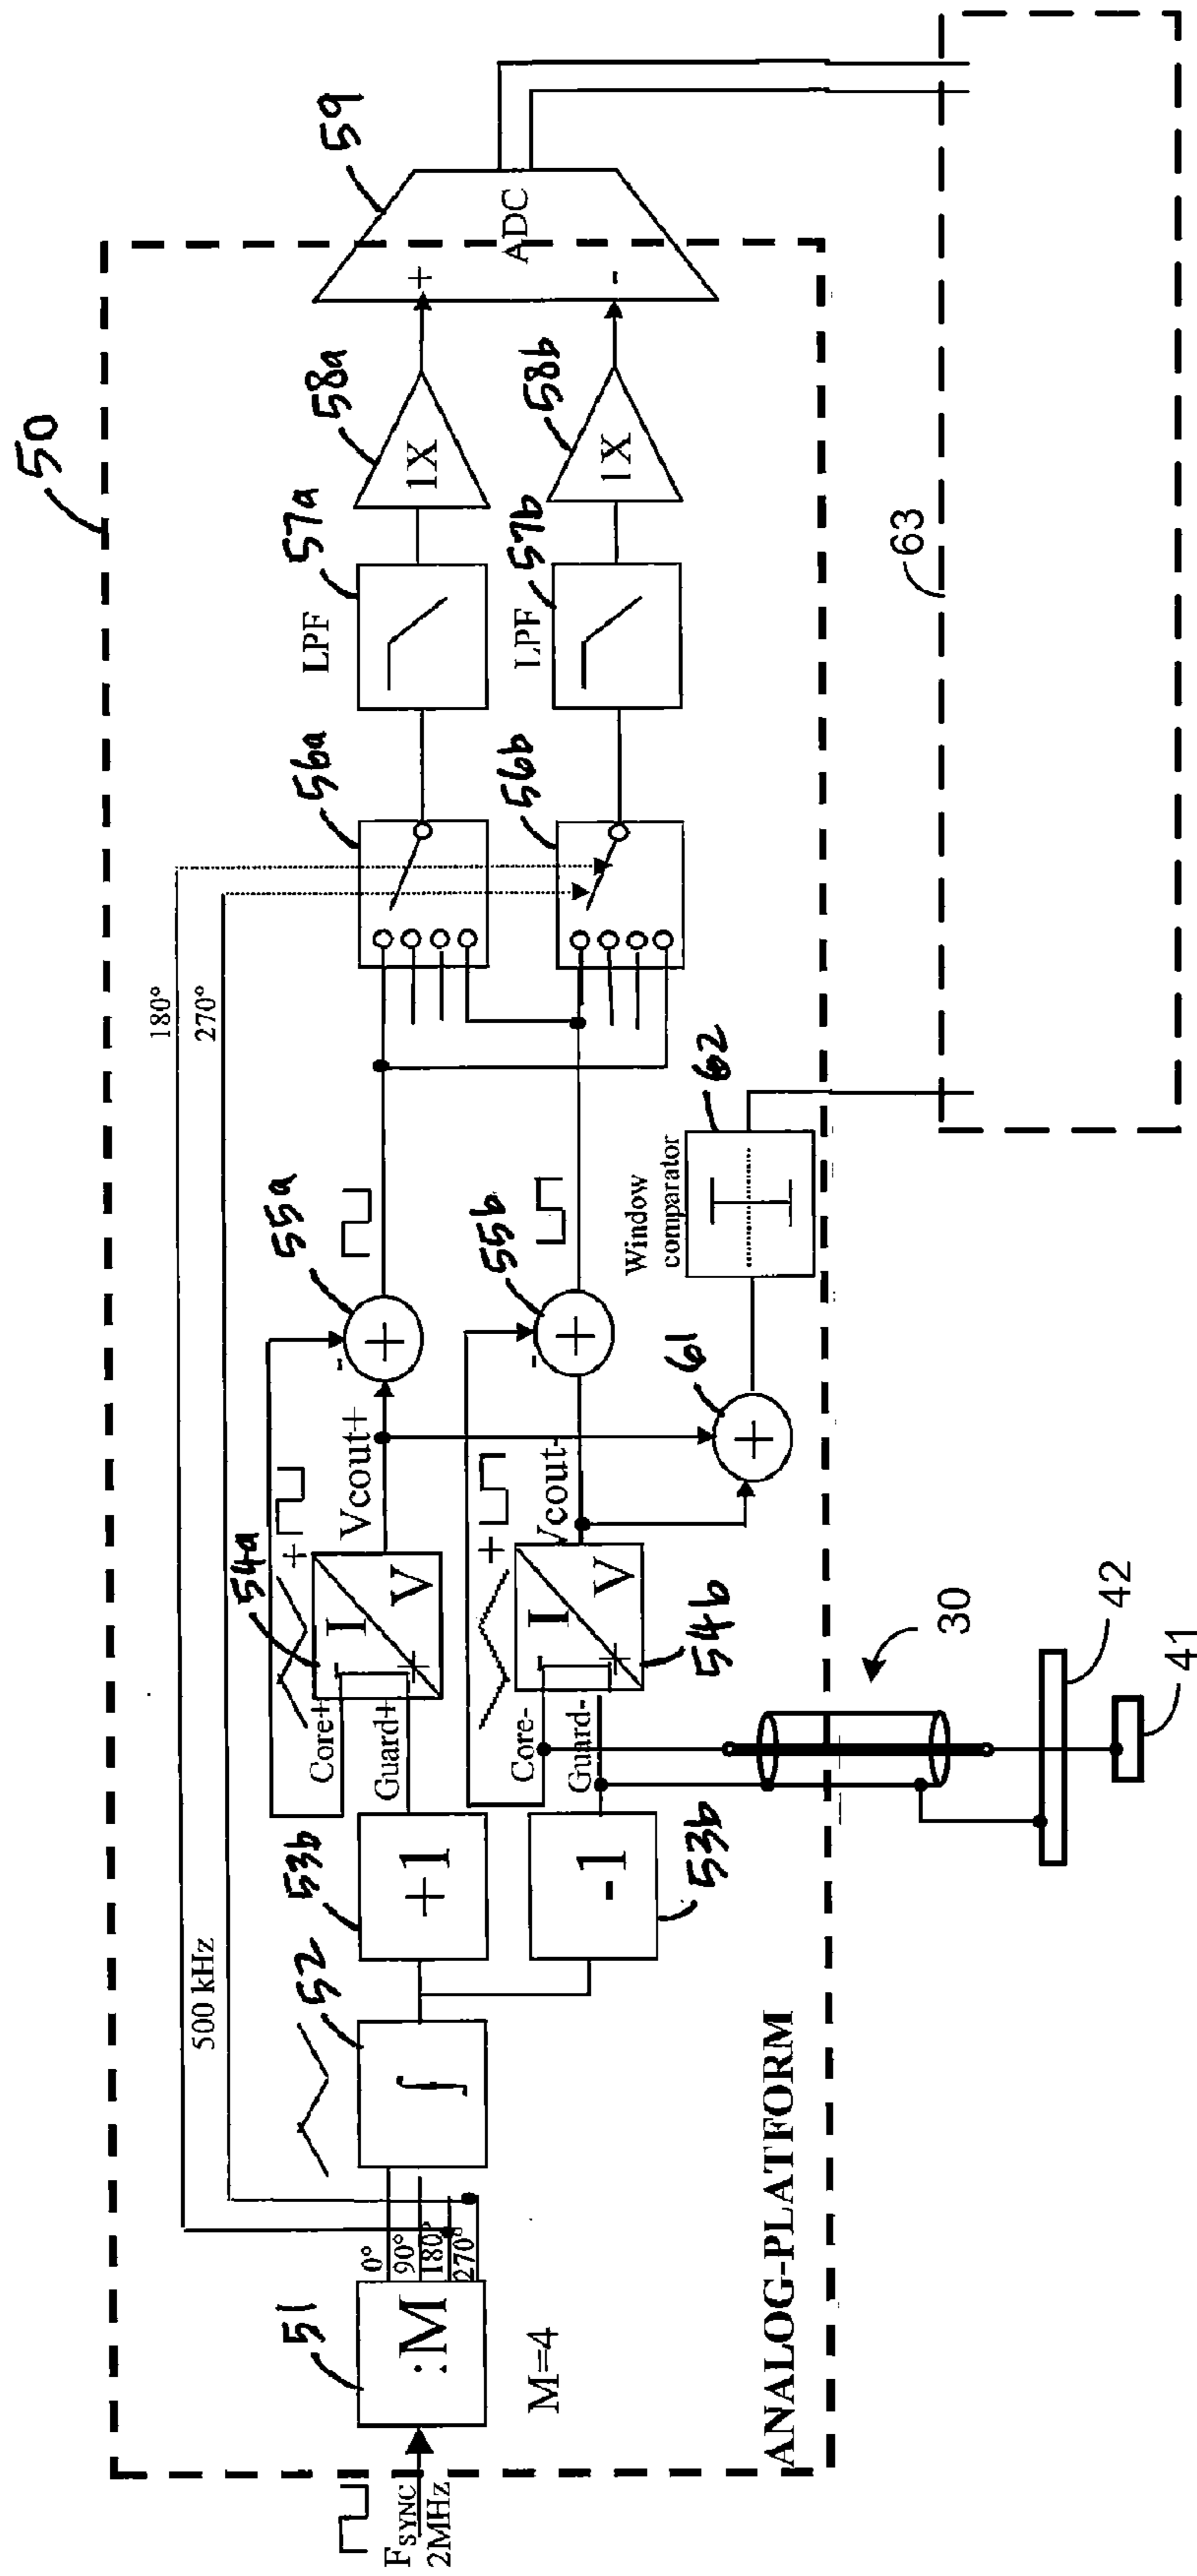 50
180°
270°
500 kHz
F_SYNC
2MHz
51
:M
M=4
0°
90°
180°
270°
52
∫
53b
+1
53b
-1
Core+
Guard+
54a
-
I
V
+
+
Vcout+
Core-
Guard-
54b
-
I
V
+
+
Vcout-
55a
-
+
55b
-
+
61
+
Window
comparator
62
56a
56b
LPF
57a
LPF
57b
1X
58a
1X
58b
+
-
ADC
59
ANALOG-PLATFORM
30
42
41
63